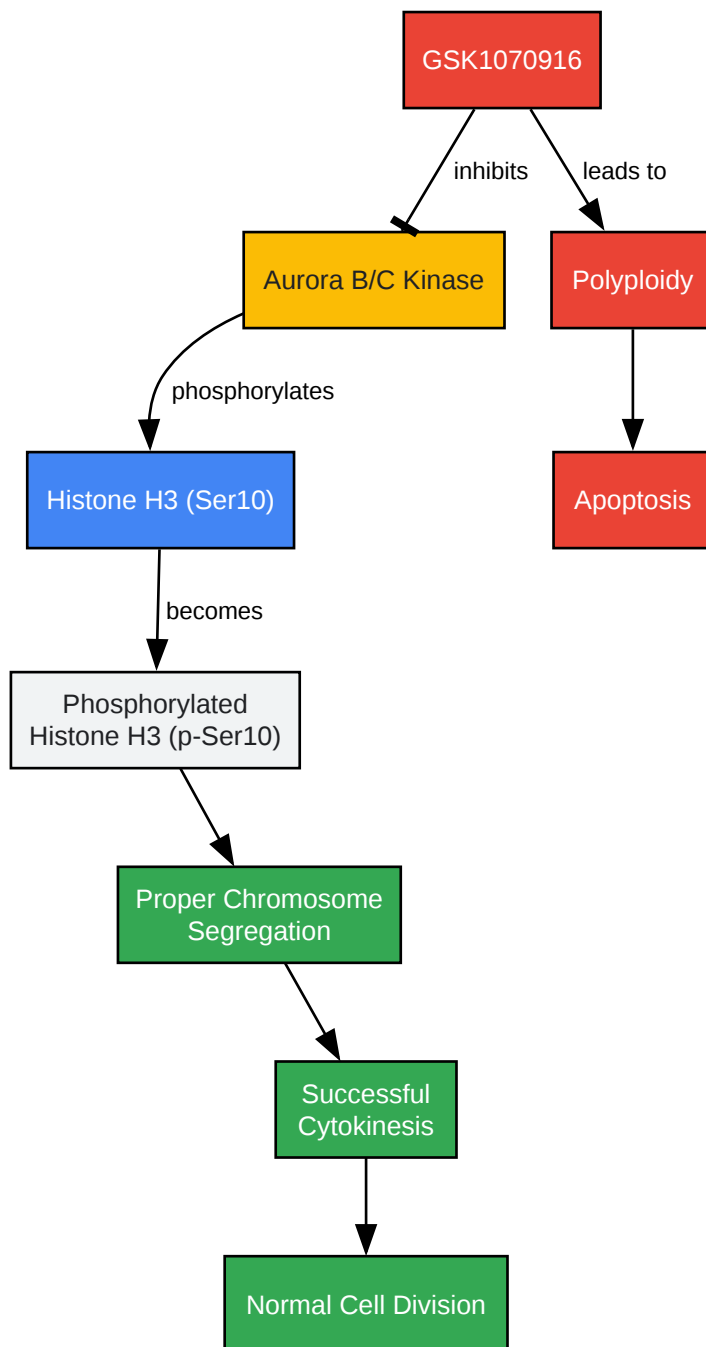 GSK1070916
inhibits
leads to
Aurora B/C Kinase
Polyploidy
phosphorylates
Histone H3 (Ser10)
Apoptosis
becomes
Phosphorylated
Histone H3 (p-Ser10)
Proper Chromosome
Segregation
Successful
Cytokinesis
Normal Cell Division